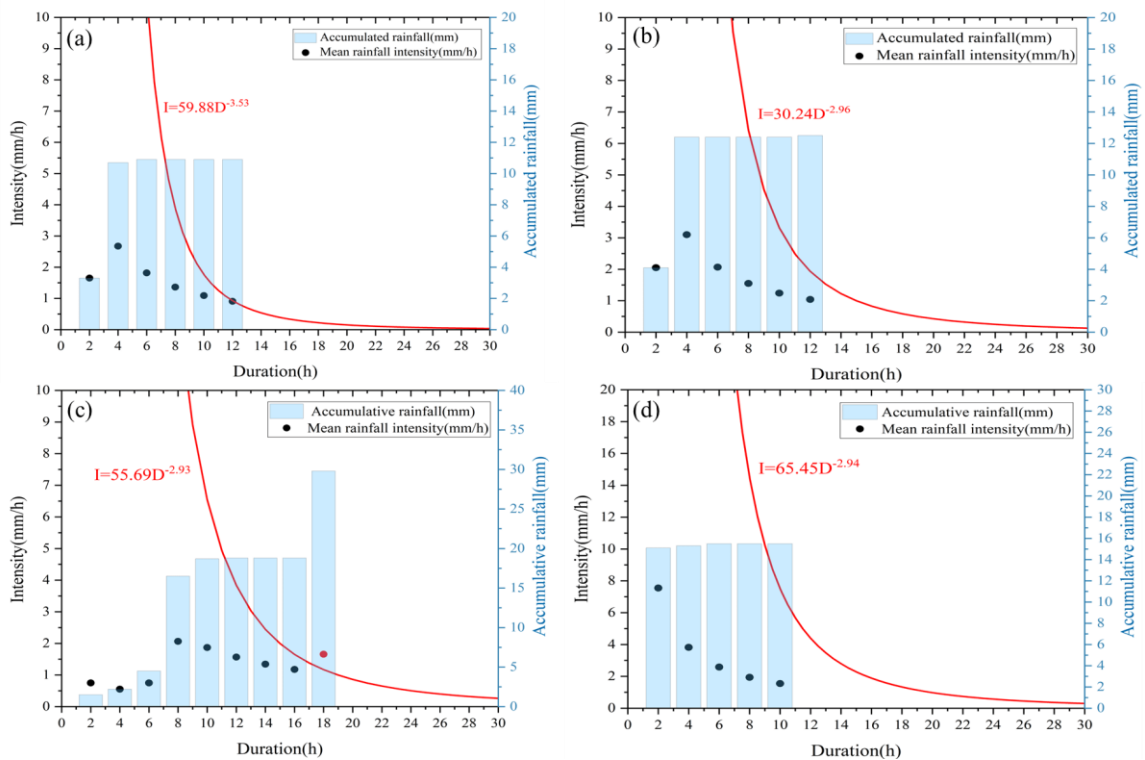 (a)
Accumulated rainfall(mm)
Mean rainfall intensity(mm/h)
I=59.88D-3.53
Intensity(mm/h)
10
9
8
7
6
5
4
3
2
1
0
20
18
16
14
12
10
8
6
4
2
0
Accumulated rainfall(mm)
0 2 4 6 8 10 12 14 16 18 20 22 24 26 28 30
Duration(h)
(b)
Accumulated rainfall(mm)
Mean rainfall intensity(mm/h)
I=30.24D-2.96
Intensity(mm/h)
10
9
8
7
6
5
4
3
2
1
0
20
18
16
14
12
10
8
6
4
2
0
Accumulated rainfall(mm)
0 2 4 6 8 10 12 14 16 18 20 22 24 26 28 30
Duration(h)
(c)
Accumulative rainfall(mm)
Mean rainfall intensity(mm/h)
I=55.69D-2.93
Intensity(mm/h)
10
9
8
7
6
5
4
3
2
1
0
40
35
30
25
20
15
10
5
0
Accumulative rainfall(mm)
0 2 4 6 8 10 12 14 16 18 20 22 24 26 28 30
Duration(h)
(d)
Accumulative rainfall(mm)
Mean rainfall intensity(mm/h)
I=65.45D-2.94
Intensity(mm/h)
20
18
16
14
12
10
8
6
4
2
0
30
28
26
24
22
20
18
16
14
12
10
8
6
4
2
0
Accumulative rainfall(mm)
0 2 4 6 8 10 12 14 16 18 20 22 24 26 28 30
Duration(h)